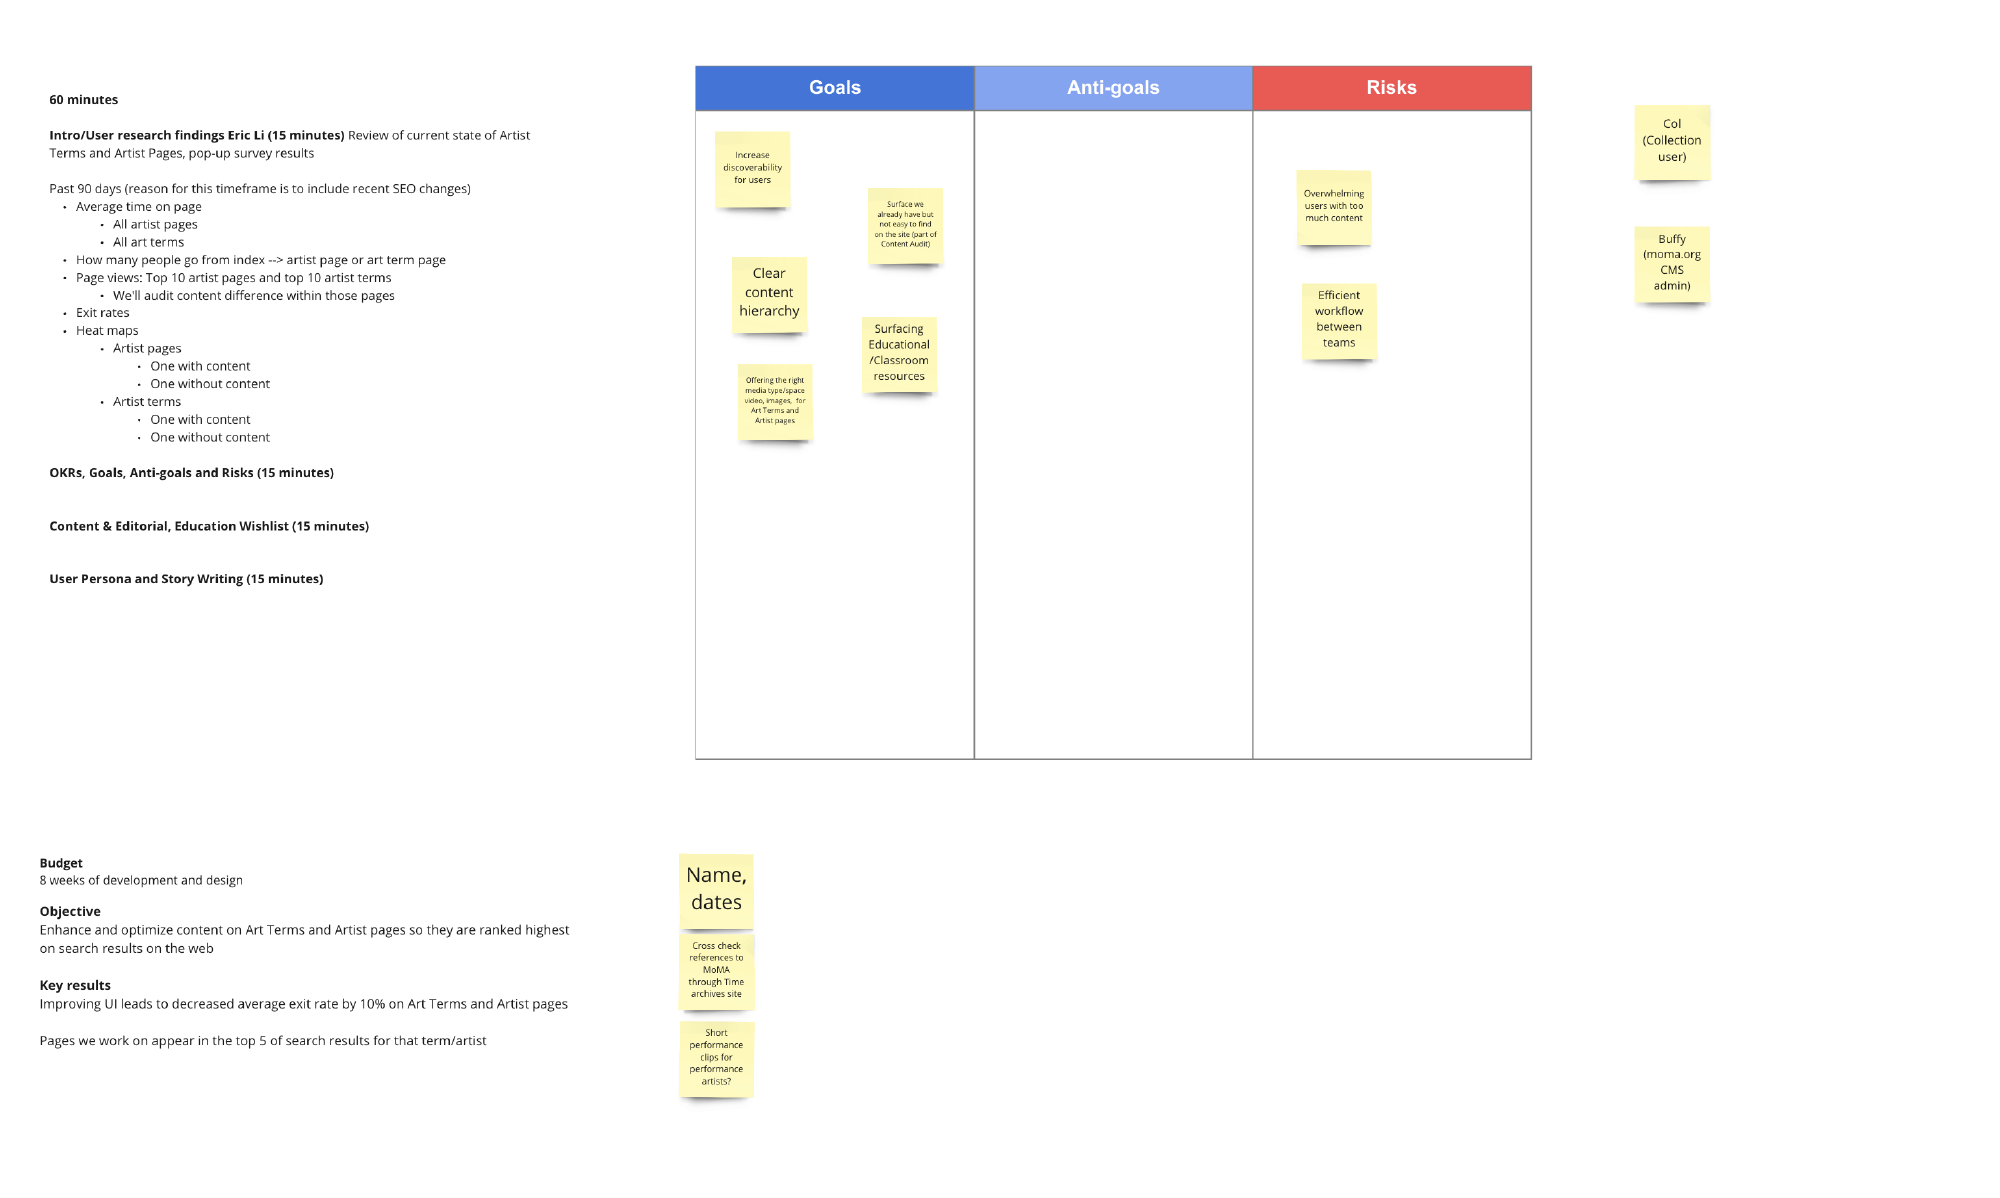 60 minutes
Intro/User research findings Eric Li (15 minutes) Review of current state of Artist
Terms and Artist Pages, pop-up survey results
Past 90 days (reason for this timeframe is to include recent SEO changes)
• Average time on page
• All artist pages
• All art terms
• How many people go from index --> artist page or art term page
• Page views: Top 10 artist pages and top 10 artist terms
• We'll audit content difference within those pages
• Exit rates
• Heat maps
• Artist pages
• One with content
• One without content
• Artist terms
• One with content
• One without content
OKRs, Goals, Anti-goals and Risks (15 minutes)
Content & Editorial, Education Wishlist (15 minutes)
User Persona and Story Writing (15 minutes)
Goals
Anti-goals
Risks
Increase
discoverability
for users
Surface we
already have but
not easy to find
on the site (part of
Content Audit)
Clear
content
hierarchy
Surfacing
Educational
/Classroom
resources
Offering the right
media type/space
video, images, for
Art Terms and
Artist pages
Overwhelming
users with too
much content
Efficient
workflow
between
teams
Col
(Collection
user)
Buffy
(moma.org
CMS
admin)
Budget
8 weeks of development and design
Objective
Enhance and optimize content on Art Terms and Artist pages so they are ranked highest
on search results on the web
Key results
Improving UI leads to decreased average exit rate by 10% on Art Terms and Artist pages
Pages we work on appear in the top 5 of search results for that term/artist
Name,
dates
Cross check
references to
MoMA
through Time
archives site
Short
performance
clips for
performance
artists?